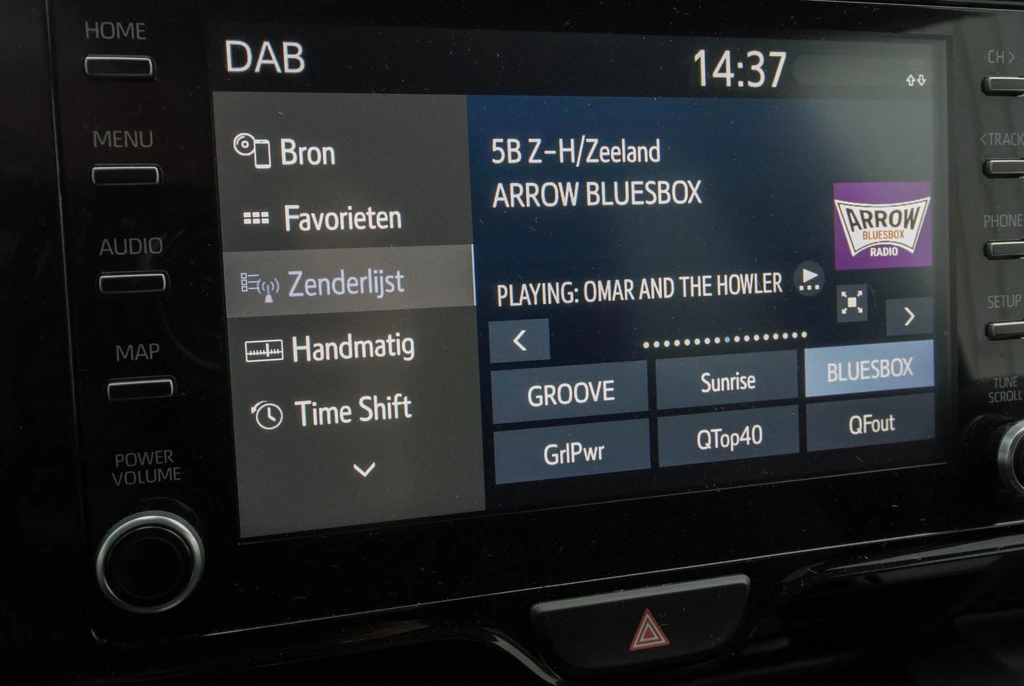 HOME
MENU
AUDIO
MAP
POWER
VOLUME
DAB
14:37
Bron
Favorieten
Zenderlijst
Handmatig
Time Shift
5B Z-H/Zeeland
ARROW BLUESBOX
ARROW
BLUESBOX
RADIO
PLAYING: OMAR AND THE HOWLER
GROOVE
Sunrise
BLUESBOX
GrlPwr
QTop40
QFout
CH >
< TRACK
PHONE
SETUP
TUNE
SCROLL